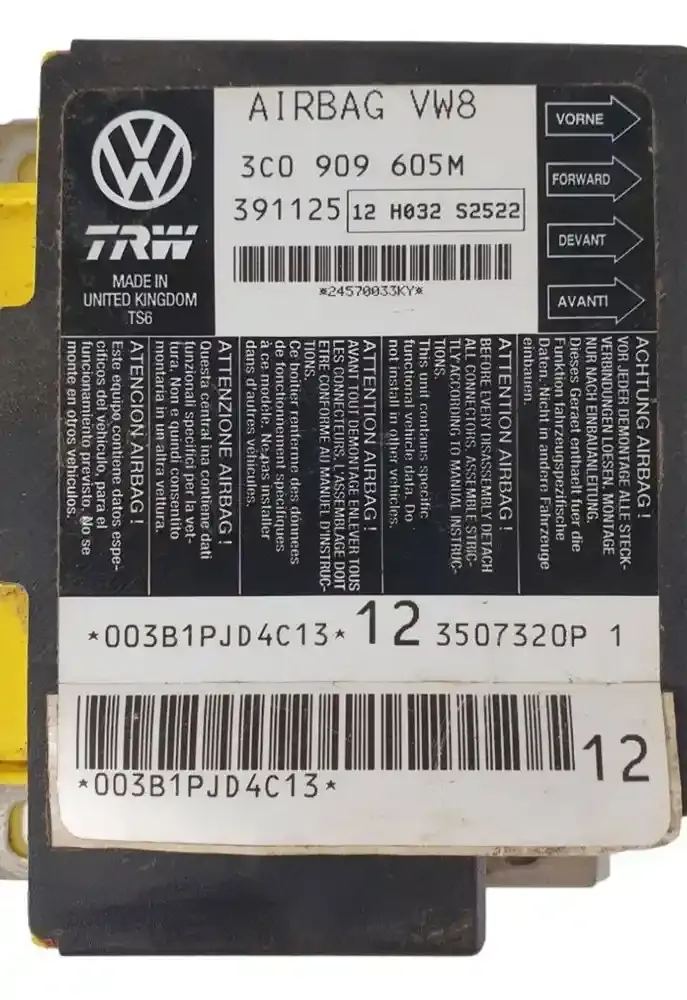 AIRBAG VW8
3C0 909 605M
391125 12 H032 S2522
*24570033KY*
VW
TRW
MADE IN
UNITED KINGDOM
TS6
VORNE
FORWARD
DEVANT
AVANTI
ACHTUNG AIRBAG !
VOR JEDER DEMONTAGE ALLE STECK-
VERBINDUNGEN LOESEN, MONTAGE
NUR NACH EINBAUANLEITUNG.
Dieses Geraet enthaelt fuer die
Funktion fahrzeugspezifische
Daten. Nicht in andere Fahrzeuge
einbauen.
ATTENTION AIRBAG !
BEFORE EVERY DISASSEMBLY DETACH
ALL CONNECTORS, ASSEMBLE STRIC-
TLY ACCORDING TO MANUAL INSTRUC-
TIONS.
This unit contains specific
functional vehicle data. Do
not install in other vehicles.
ATTENTION AIRBAG !
AVANT TOUT DEMONTAGE ENLEVER TOUS
LES CONNECTEURS, L'ASSEMBLAGE DOIT
ETRE CONFORME AU MANUEL D'INSTRUC-
TIONS.
Ce boîtier renferme des données
de fonctionnement spécifiques
à ce modèle. Ne pas installer
dans d'autres véhicules.
ATTENZIONE AIRBAG !
Questa central ina contiene dati
funzionali specifici per la vet-
tura. Non e quindi consentito
montarla in un altra vettura.
ATENCION AIRBAG !
Este equipo contiene datos espe-
cíficos del vehículo, para el
funcionamiento previsto. No se
monte en otros vehículos.
*003B1PJD4C13* 12 3507320P 1
12
*003B1PJD4C13*